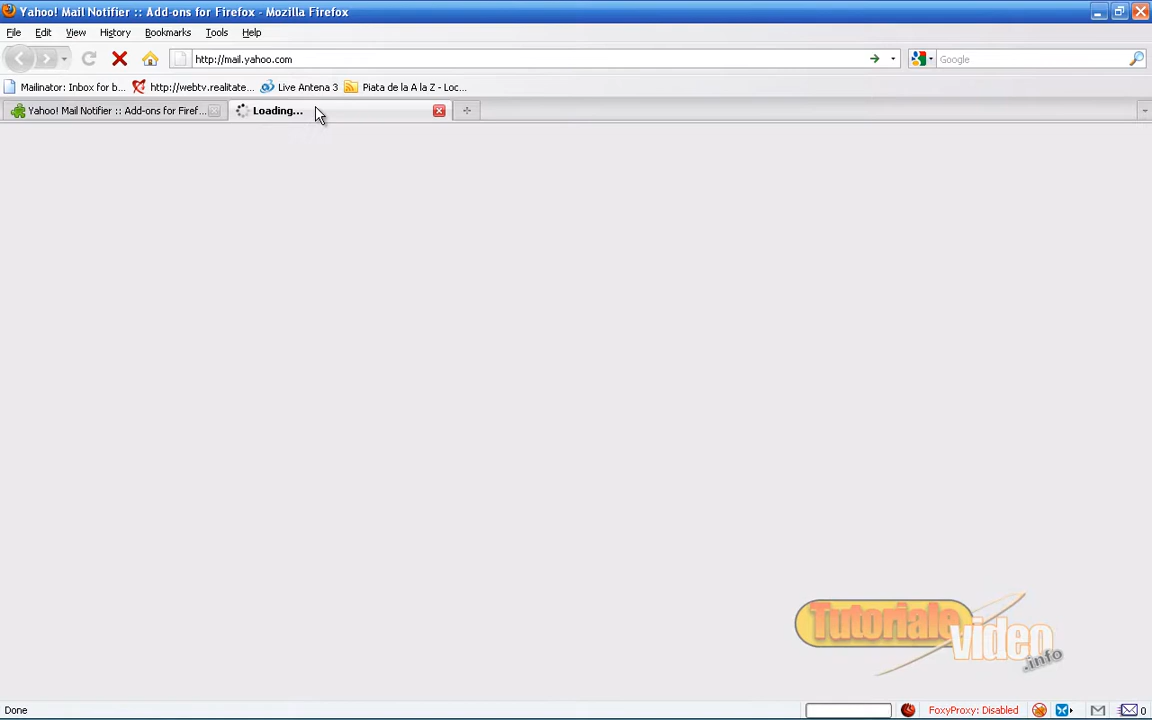 Yahoo! Mail Notifier :: Add-ons for Firefox - Mozilla Firefox
File Edit View History Bookmarks Tools Help
http://mail.yahoo.com Google
Mailinator: Inbox for b... http://webtv.realitate... Live Antena 3 Piata de la A la Z - Loc...
Yahoo! Mail Notifier :: Add-ons for Firef... Loading...
Tutoriale
video
.info
Done FoxyProxy: Disabled 0